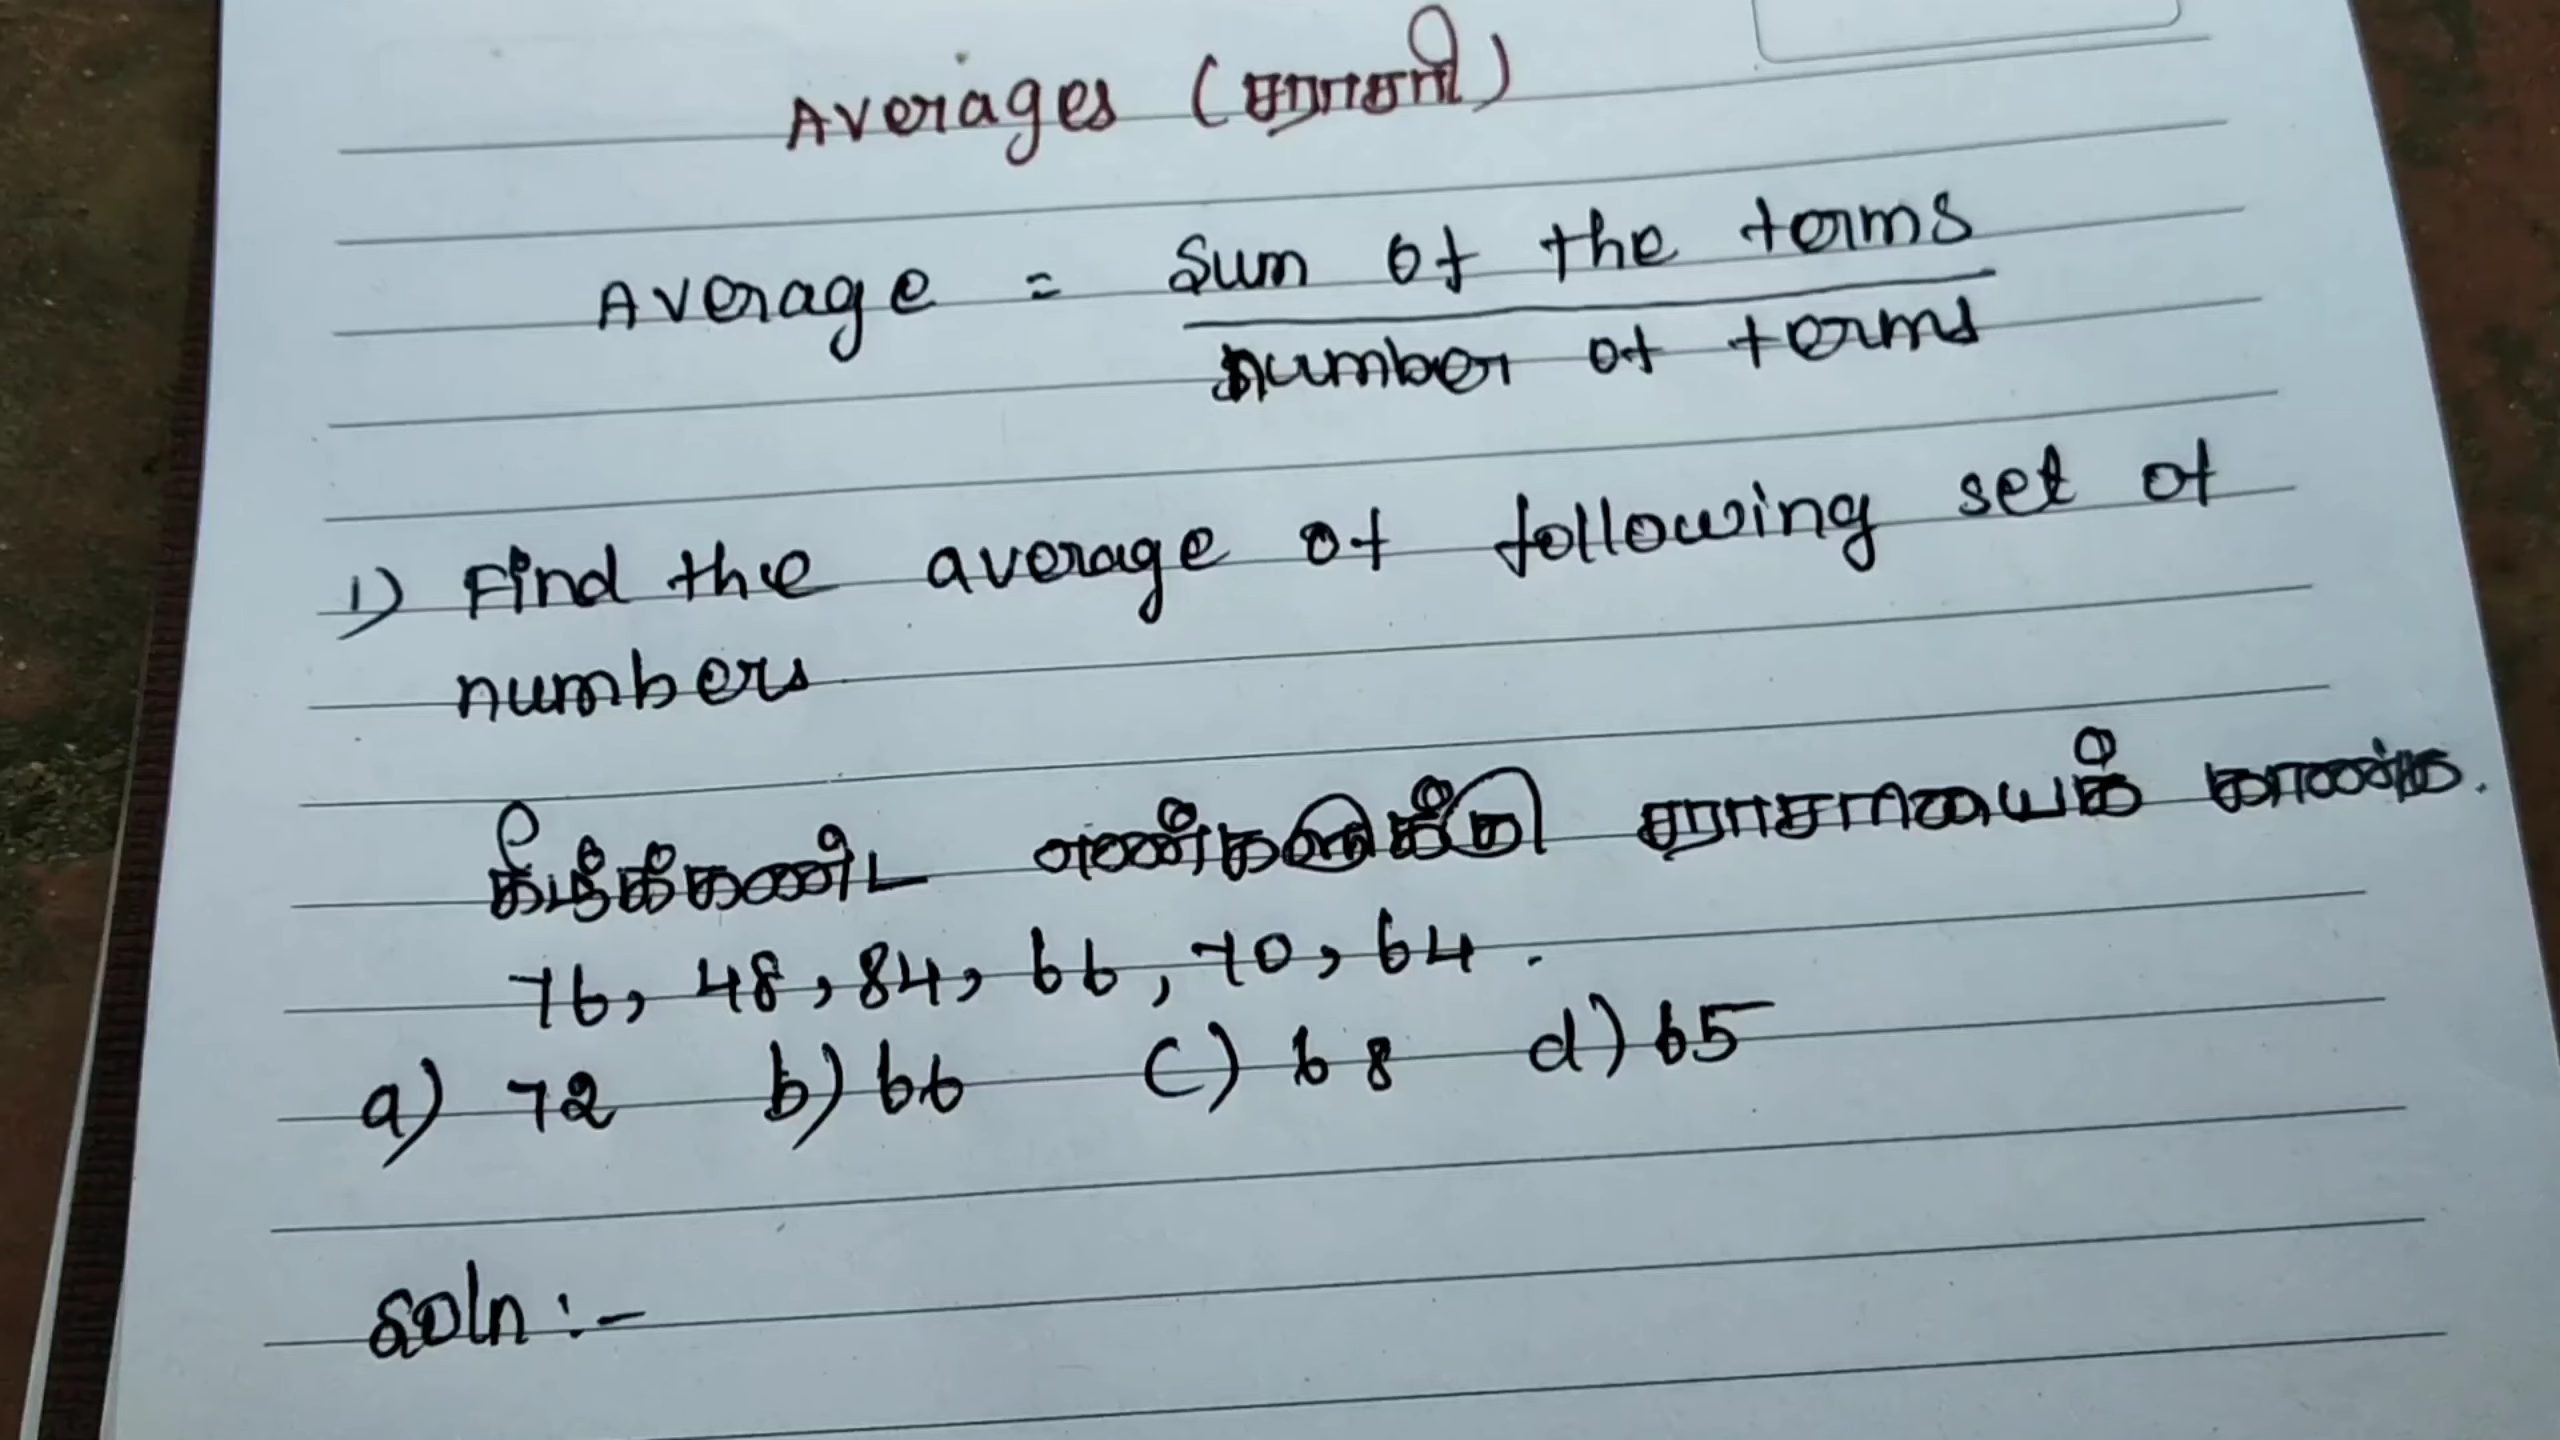 Averages (சராசரி)
Average = Sum of the terms
number of terms
1) Find the average of following set of
numbers
கீழ்க்கண்ட எண்களுக்கு சராசரியைக் காண்க.
76, 48, 84, 66, 70, 64.
a) 72 b) 66 c) 68 d) 65
Soln :-